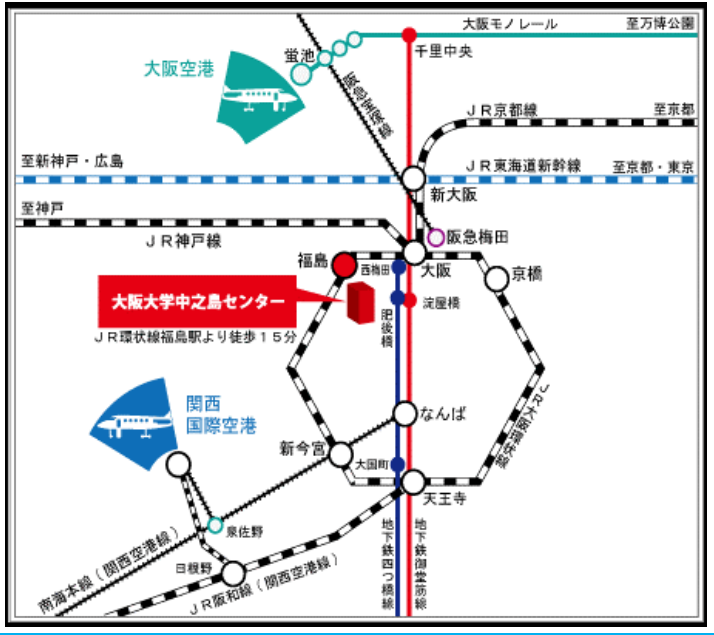 大阪モノレール
至万博公園
蛍池
千里中央
大阪空港
阪急宝塚線
JR京都線
至京都
至新神戸・広島
JR東海道新幹線
至京都・東京
新大阪
至神戸
JR神戸線
阪急梅田
福島
西梅田
大阪
京橋
大阪大学中之島センター
淀屋橋
肥後橋
JR環状線福島駅より徒歩15分
関西
国際空港
なんば
JR大阪環状線
新今宮
大国町
天王寺
泉佐野
日根野
南海本線(関西空港線)
JR阪和線(関西空港線)
地下鉄四つ橋線
地下鉄御堂筋線